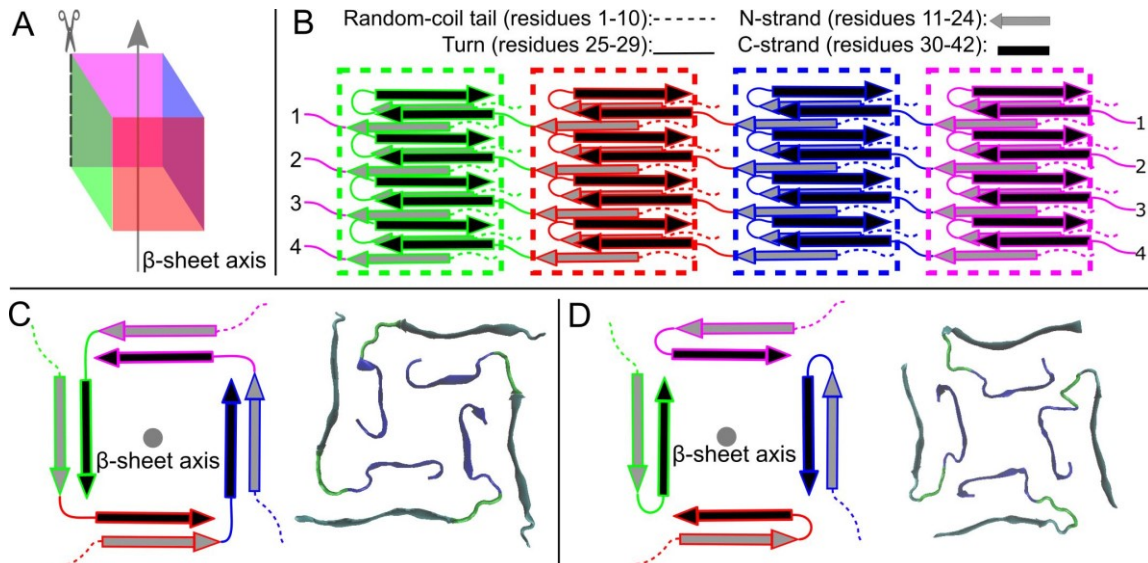 A
β-sheet axis
B
Random-coil tail (residues 1-10):
N-strand (residues 11-24):
Turn (residues 25-29):
C-strand (residues 30-42):
1
2
3
4
1
2
3
4
C
β-sheet axis
D
β-sheet axis